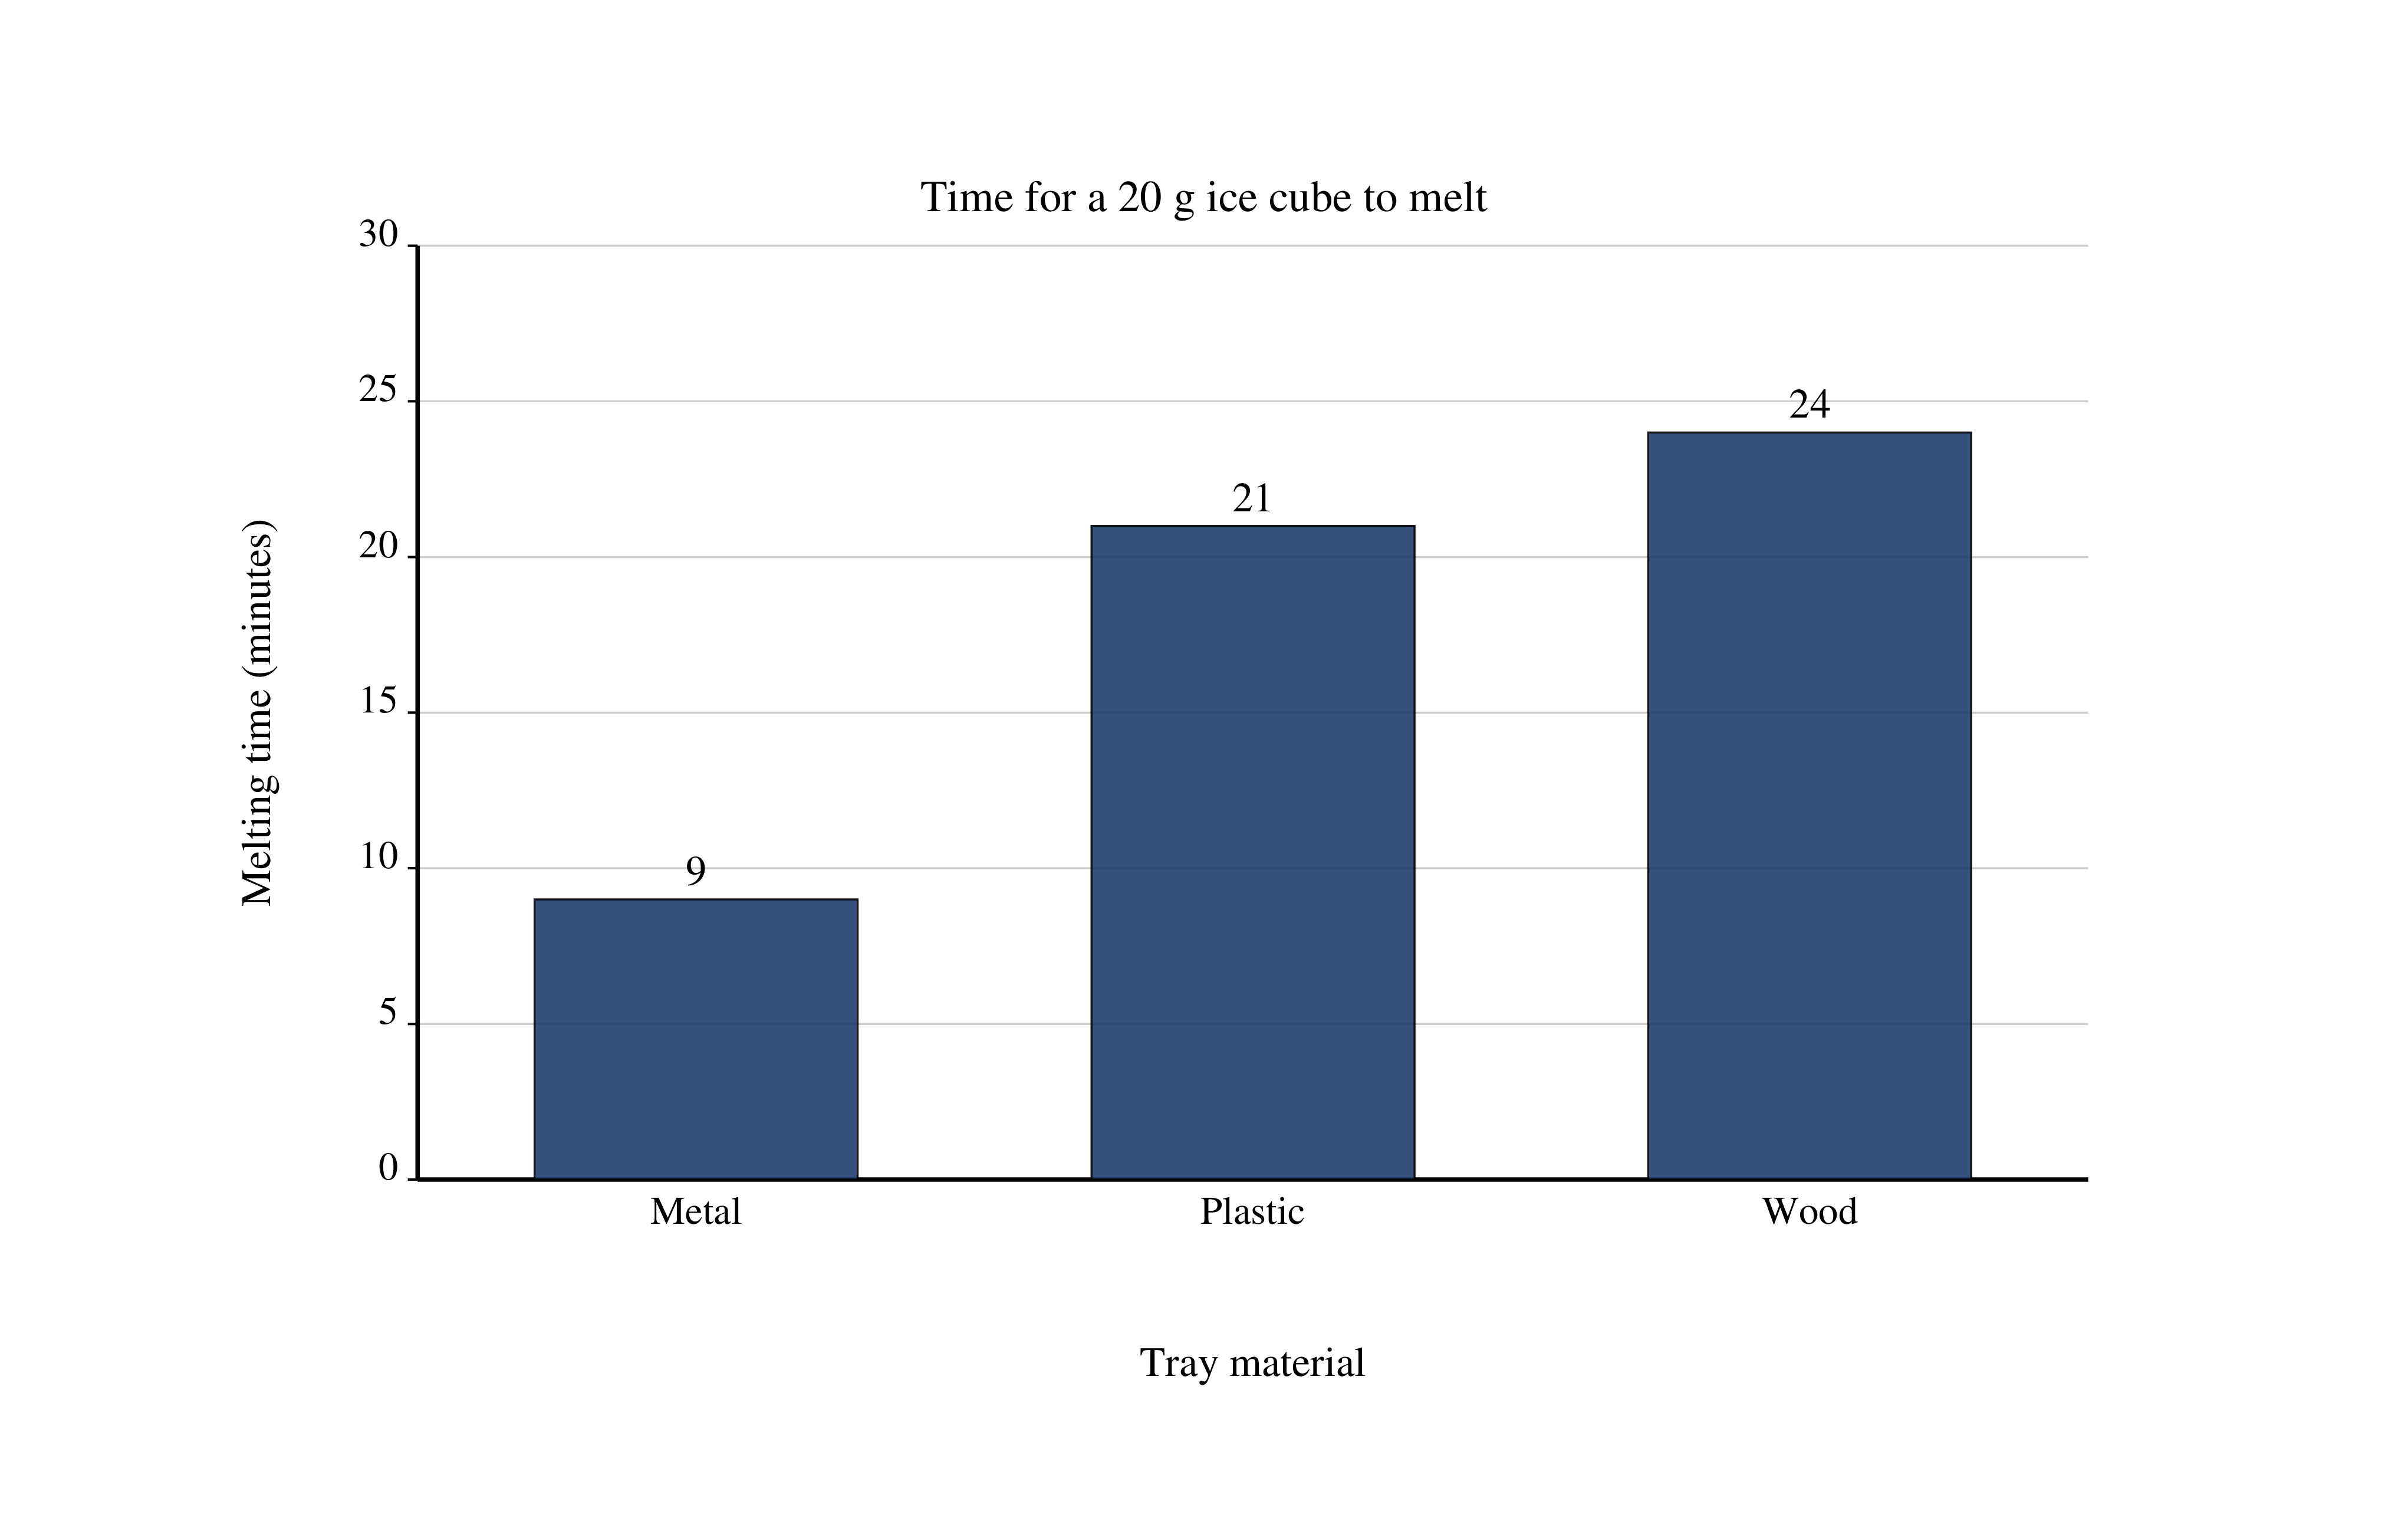 Time for a 20 g ice cube to melt
Melting time (minutes)
30
25
20
15
10
5
0
9
21
24
Metal
Plastic
Wood
Tray material